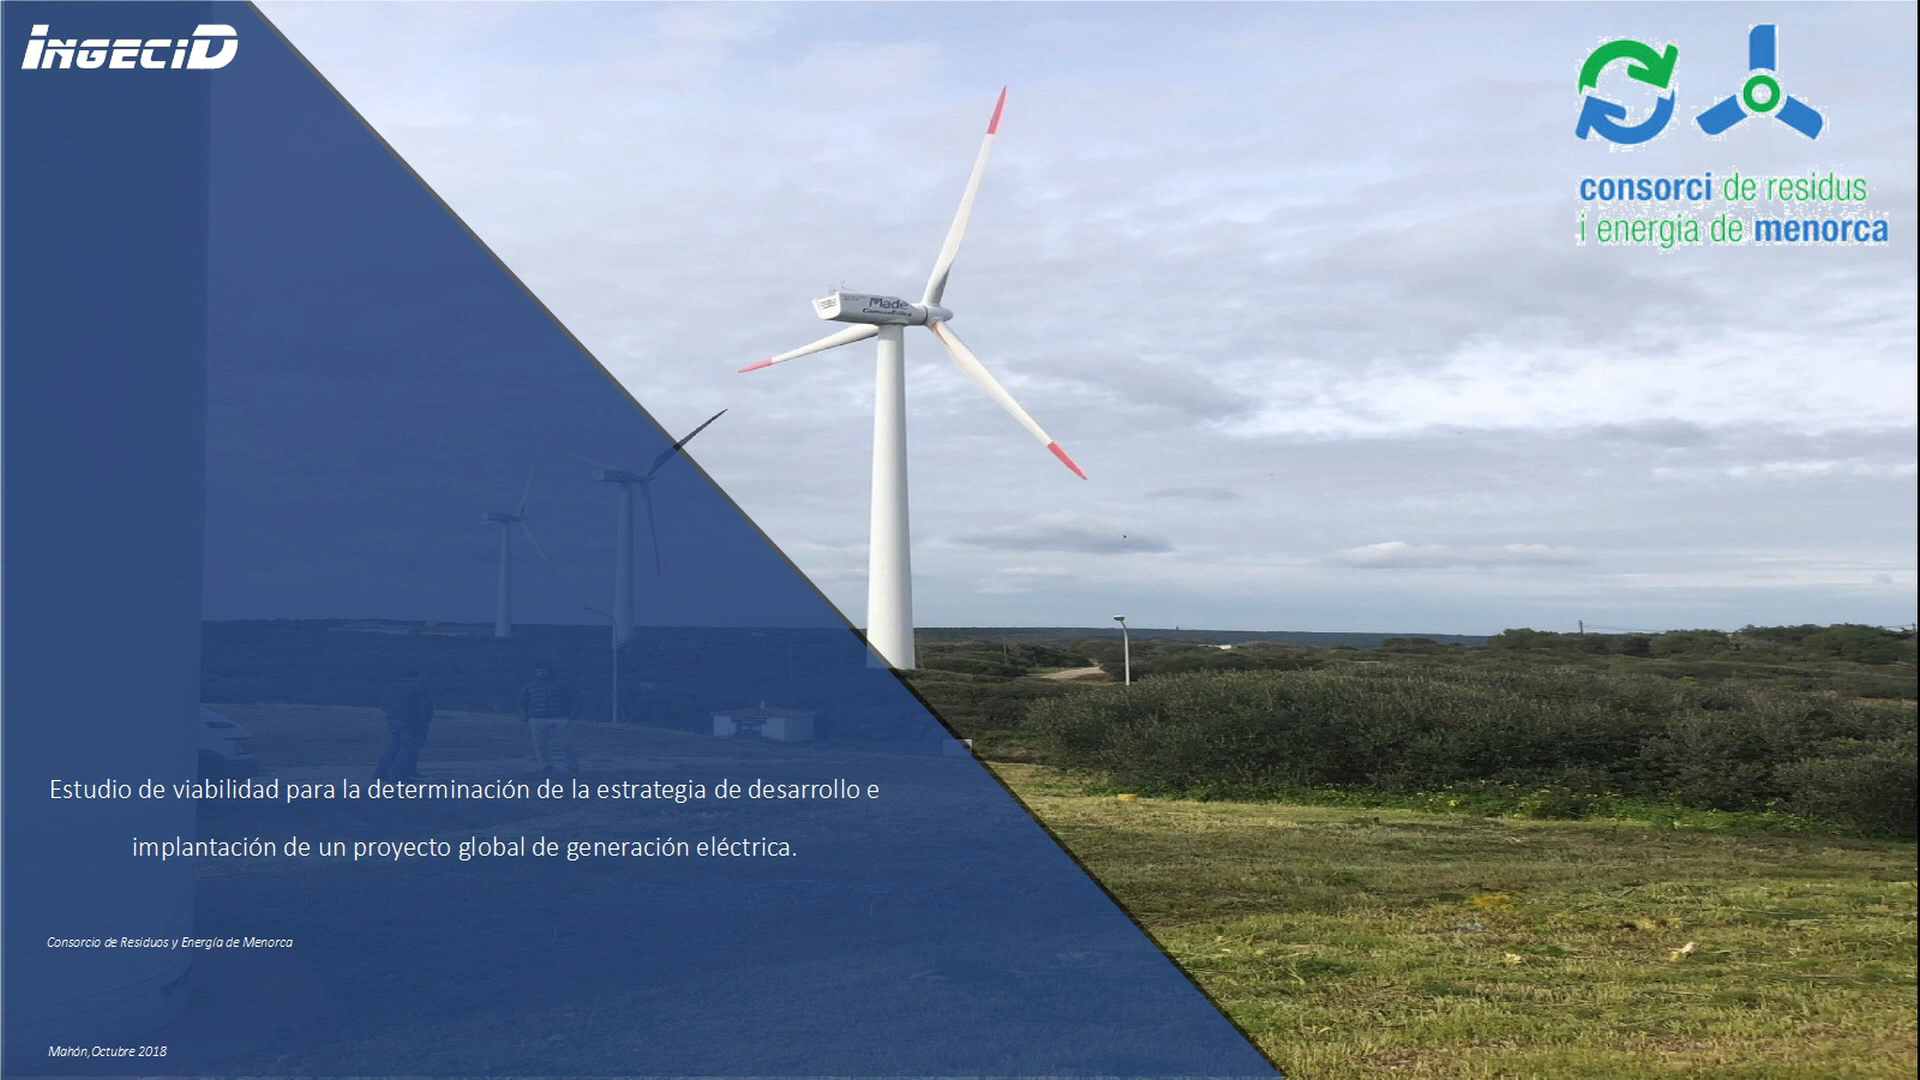 INGECID
consorci de residus
i energia de menorca
Made
Estudio de viabilidad para la determinación de la estrategia de desarrollo e
implantación de un proyecto global de generación eléctrica.
Consorcio de Residuos y Energía de Menorca
Mahón,Octubre 2018